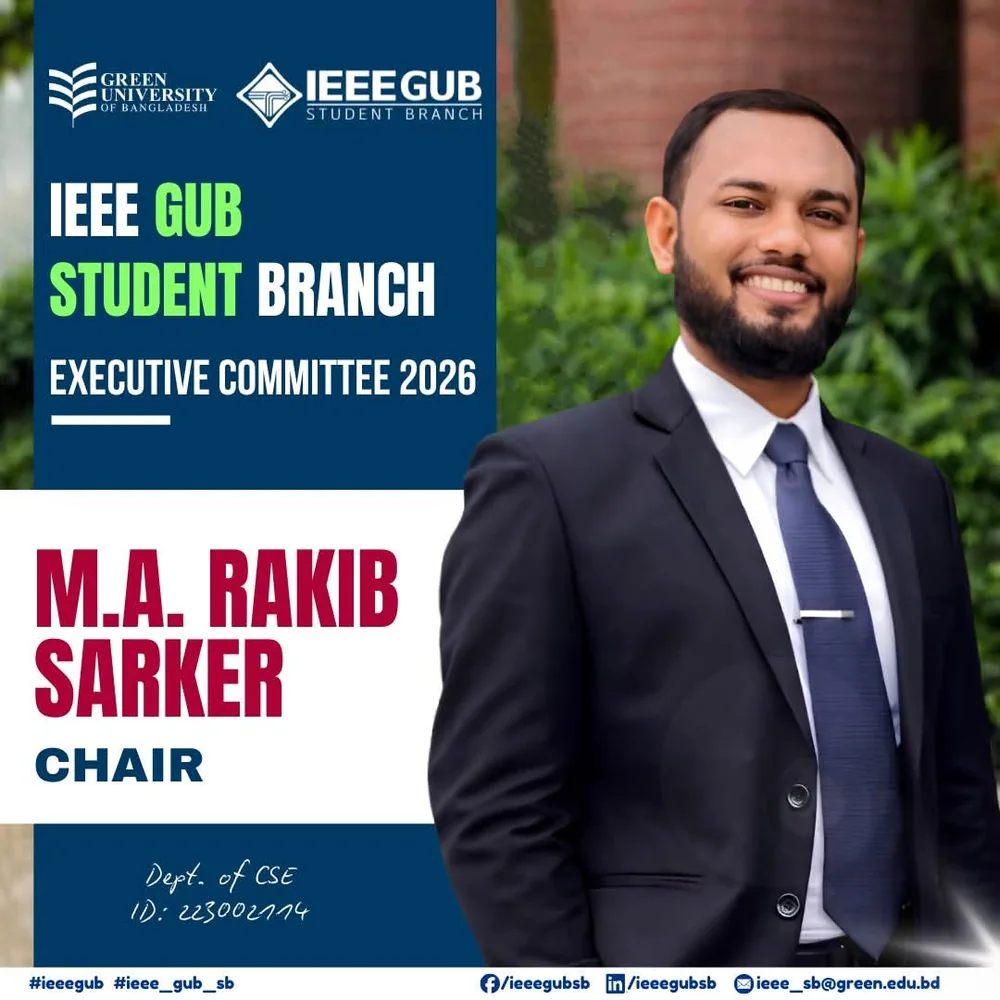 GREEN
UNIVERSITY
OF BANGLADESH
IEEE GUB
STUDENT BRANCH
IEEE GUB
STUDENT BRANCH
EXECUTIVE COMMITTEE 2026
M.A. RAKIB
SARKER
CHAIR
Dept. of CSE
ID: 223002114
#ieeegub #ieee_gub_sb
/ieeegubsb /ieeegubsb ieee_sb@green.edu.bd